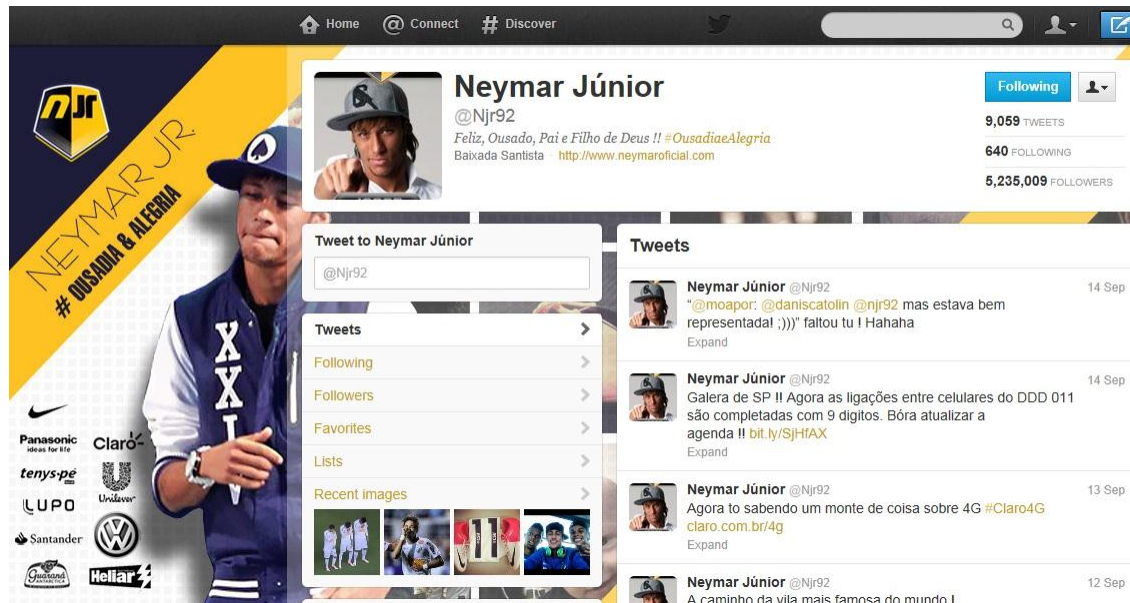 Home
@ Connect
# Discover
NJR
NEYMAR JR.
# OUSADIA & ALEGRIA
XXIV
Panasonic
ideas for life
Claro
tenys-pé
Unilever
LUPO
Santander
Guaraná
ANTARCTICA
Heliar
Neymar Júnior
@Njr92
Feliz, Ousado, Pai e Filho de Deus !! #OusadiaeAlegria
Baixada Santista · http://www.neymaroficial.com
Following
9,059 TWEETS
640 FOLLOWING
5,235,009 FOLLOWERS
Tweet to Neymar Júnior
@Njr92
Tweets
Following
Followers
Favorites
Lists
Recent images
11
Tweets
Neymar Júnior @Njr92 14 Sep
“@moapor: @daniscatolin @njr92 mas estava bem
representada! ;)))” faltou tu ! Hahaha
Expand
Neymar Júnior @Njr92 14 Sep
Galera de SP !! Agora as ligações entre celulares do DDD 011
são completadas com 9 digitos. Bóra atualizar a
agenda !! bit.ly/SjHfAX
Expand
Neymar Júnior @Njr92 13 Sep
Agora to sabendo um monte de coisa sobre 4G #Claro4G
claro.com.br/4g
Expand
Neymar Júnior @Njr92 12 Sep
A caminho da vila mais famosa do mundo !